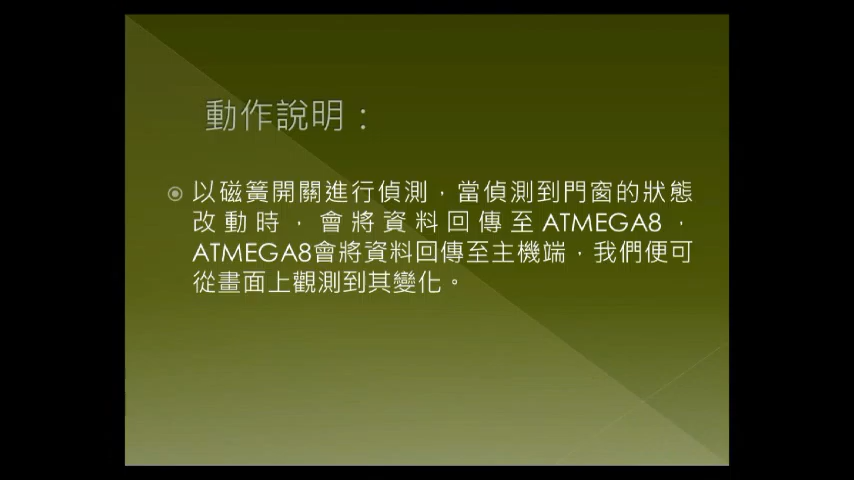 動作說明：
以磁簧開關進行偵測，當偵測到門窗的狀態
改動時，會將資料回傳至ATMEGA8，
ATMEGA8會將資料回傳至主機端，我們便可
從畫面上觀測到其變化。